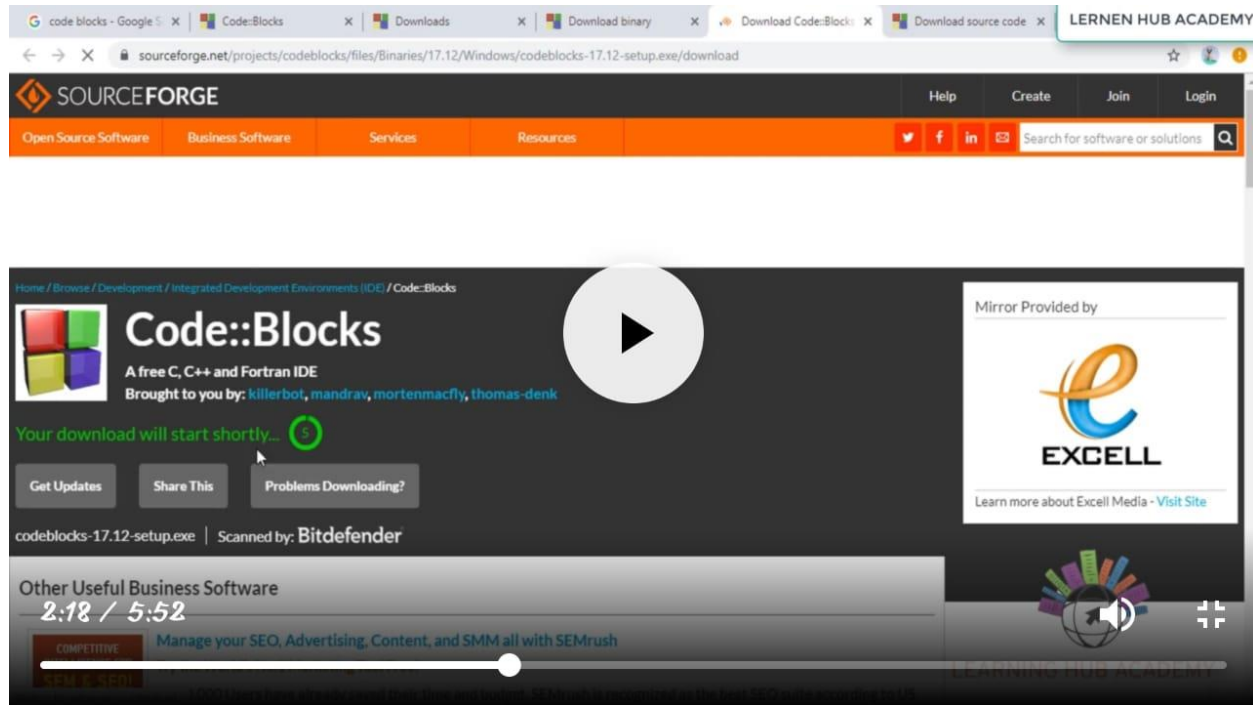 code blocks - Google S
Code::Blocks
Downloads
Download binary
Download Code::Blocks
Download source code
LERNEN HUB ACADEMY
sourceforge.net/projects/codeblocks/files/Binaries/17.12/Windows/codeblocks-17.12-setup.exe/download
SOURCEFORGE
Help
Create
Join
Login
Open Source Software
Business Software
Services
Resources
Search for software or solutions
Home / Browse / Development / Integrated Development Environments (IDE) / Code::Blocks
Code::Blocks
A free C, C++ and Fortran IDE
Brought to you by: killerbot, mandrav, mortenmacfly, thomas-denk
Your download will start shortly... 5
Get Updates
Share This
Problems Downloading?
codeblocks-17.12-setup.exe | Scanned by: Bitdefender
Mirror Provided by
EXCELL
Learn more about Excell Media - Visit Site
Other Useful Business Software
2:18 / 5:52
COMPETITIVE
SEM & SEO!
Manage your SEO, Advertising, Content, and SMM all with SEMrush
LEARNING HUB ACADEMY